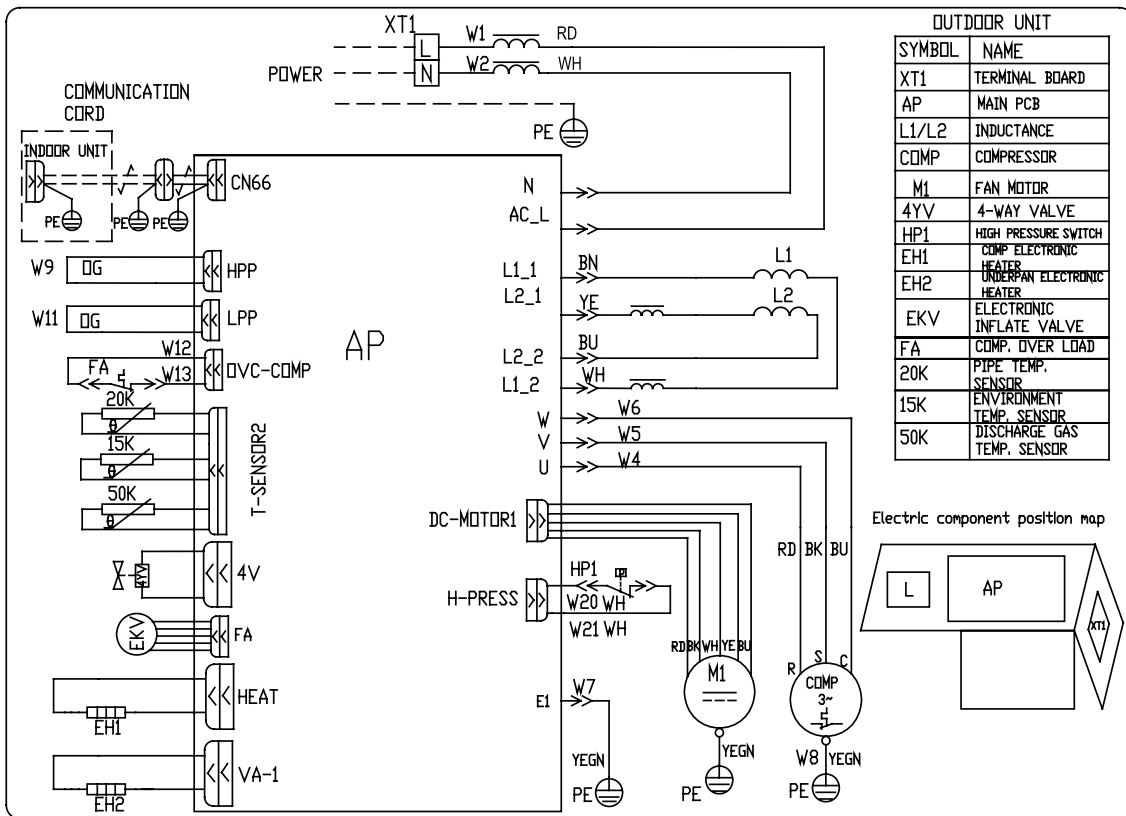 XT1
L
N
W1
RD
W2
WH
POWER
PE
COMMUNICATION
CORD
INDOOR UNIT
PE
PE
PE
CN66
W9
OG
HPP
W11
OG
LPP
W12
W13
FA
OVC-COMP
20K
θ
15K
θ
50K
θ
T-SENSOR2
4YV
4V
EKV
FA
HEAT
EH1
VA-1
EH2
AP
N
AC_L
L1_1
BN
L1
L2_1
YE
L2
L2_2
BU
L1_2
WH
W
W6
V
W5
U
W4
DC-MOTOR1
H-PRESS
HP1
P
W20 WH
W21 WH
RD BK WH YE BU
M1
YEGN
PE
E1
W7
YEGN
PE
RD BK BU
R
S
C
COMP
3~
W8
YEGN
PE
OUTDOOR UNIT
SYMBOL NAME
XT1 TERMINAL BOARD
AP MAIN PCB
L1/L2 INDUCTANCE
COMP COMPRESSOR
M1 FAN MOTOR
4YV 4-WAY VALVE
HP1 HIGH PRESSURE SWITCH
EH1 COMP ELECTRONIC
HEATER
EH2 UNDERPAN ELECTRONIC
HEATER
EKV ELECTRONIC
INFLATE VALVE
FA COMP. OVER LOAD
20K PIPE TEMP.
SENSOR
15K ENVIRONMENT
TEMP. SENSOR
50K DISCHARGE GAS
TEMP. SENSOR
Electric component position map
L
AP
XT1